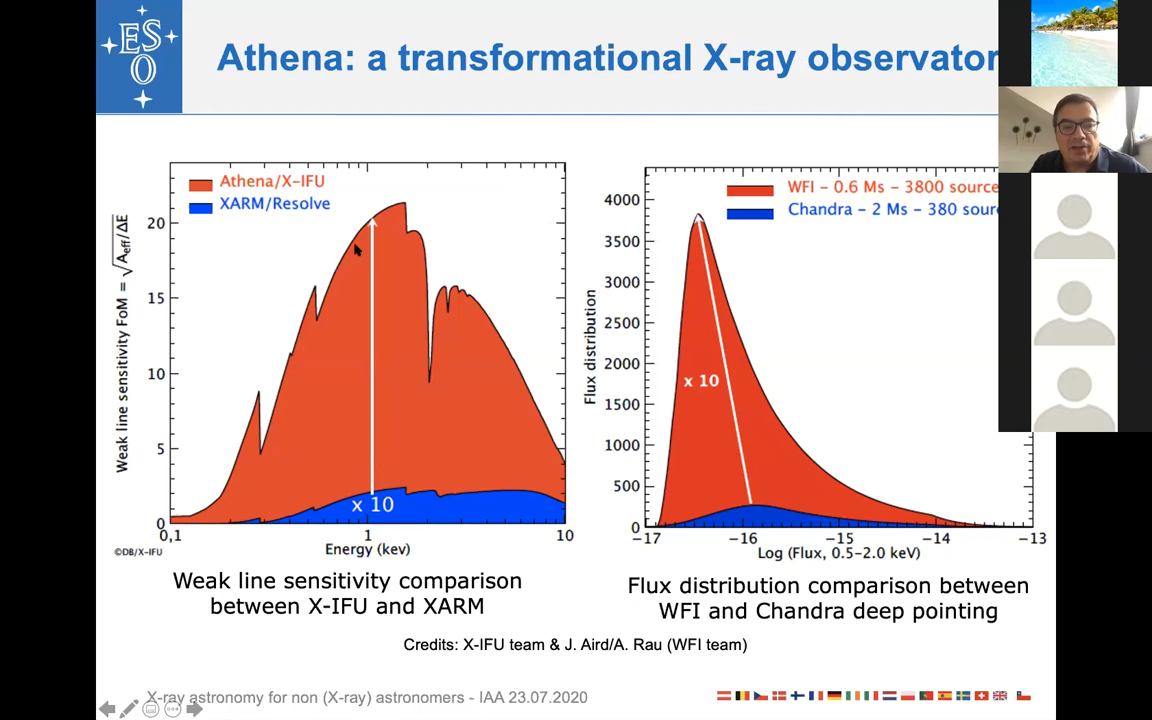 ES
O
Athena: a transformational X-ray observator
Athena/X-IFU
XARM/Resolve
Weak line sensitivity FoM = √Aeff/ΔE
20
15
10
5
0
0,1
1
10
x 10
Energy (kev)
©DB/X-IFU
Weak line sensitivity comparison
between X-IFU and XARM
WFI – 0.6 Ms – 3800 source
Chandra – 2 Ms – 380 sour
Flux distribution
4000
3500
3000
2500
2000
1500
1000
500
0
x 10
−17
−16
−15
−14
−13
Log (Flux, 0.5-2.0 keV)
Flux distribution comparison between
WFI and Chandra deep pointing
Credits: X-IFU team & J. Aird/A. Rau (WFI team)
X-ray astronomy for non (X-ray) astronomers - IAA 23.07.2020